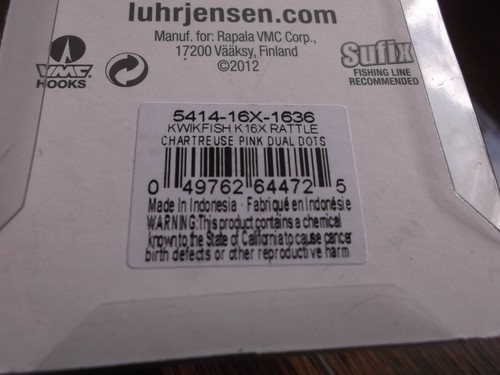 luhrjensen.com
Manuf. for: Rapala VMC Corp.,
17200 Vääksy, Finland
©2012
VMC
HOOKS
Sufix
FISHING LINE
RECOMMENDED
5414-16X-1636
KWIKFISH K16X RATTLE
CHARTREUSE PINK DUAL DOTS
0 49762 64472 5
Made in Indonesia · Fabriqué en Indonésie
WARNING:This product contains a chemical
known to the State of California to cause cancer
birth defects or other reproductive harm